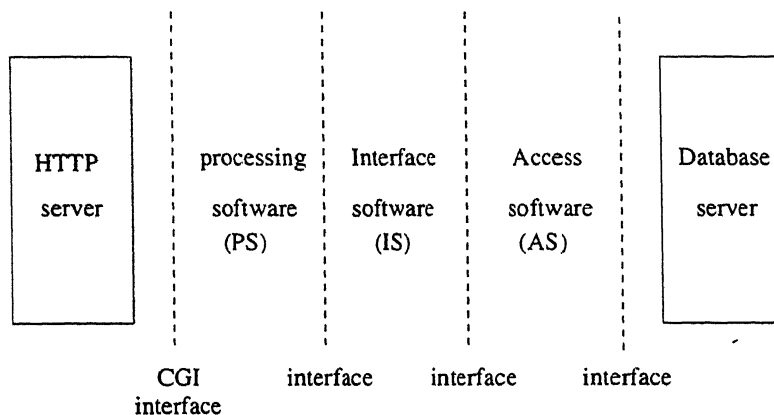 HTTP
server
processing
software
(PS)
Interface
software
(IS)
Access
software
(AS)
Database
server
CGI
interface
interface
interface
interface